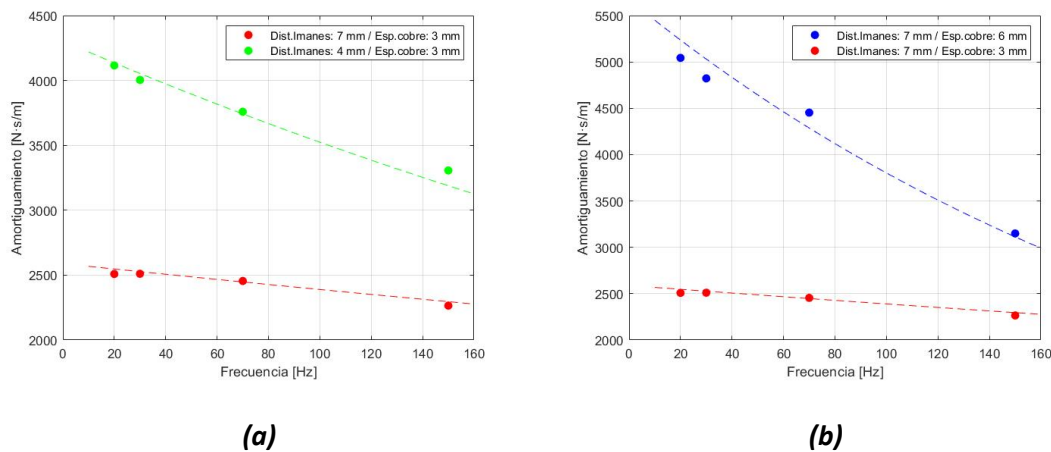 4500
4000
3500
3000
2500
2000
Amortiguamiento [N·s/m]
Dist.Imanes: 7 mm / Esp.cobre: 3 mm
Dist.Imanes: 4 mm / Esp.cobre: 3 mm
0 20 40 60 80 100 120 140 160
Frecuencia [Hz]
(a)
5500
5000
4500
4000
3500
3000
2500
2000
Amortiguamiento [N·s/m]
Dist.Imanes: 7 mm / Esp.cobre: 6 mm
Dist.Imanes: 7 mm / Esp.cobre: 3 mm
0 20 40 60 80 100 120 140 160
Frecuencia [Hz]
(b)